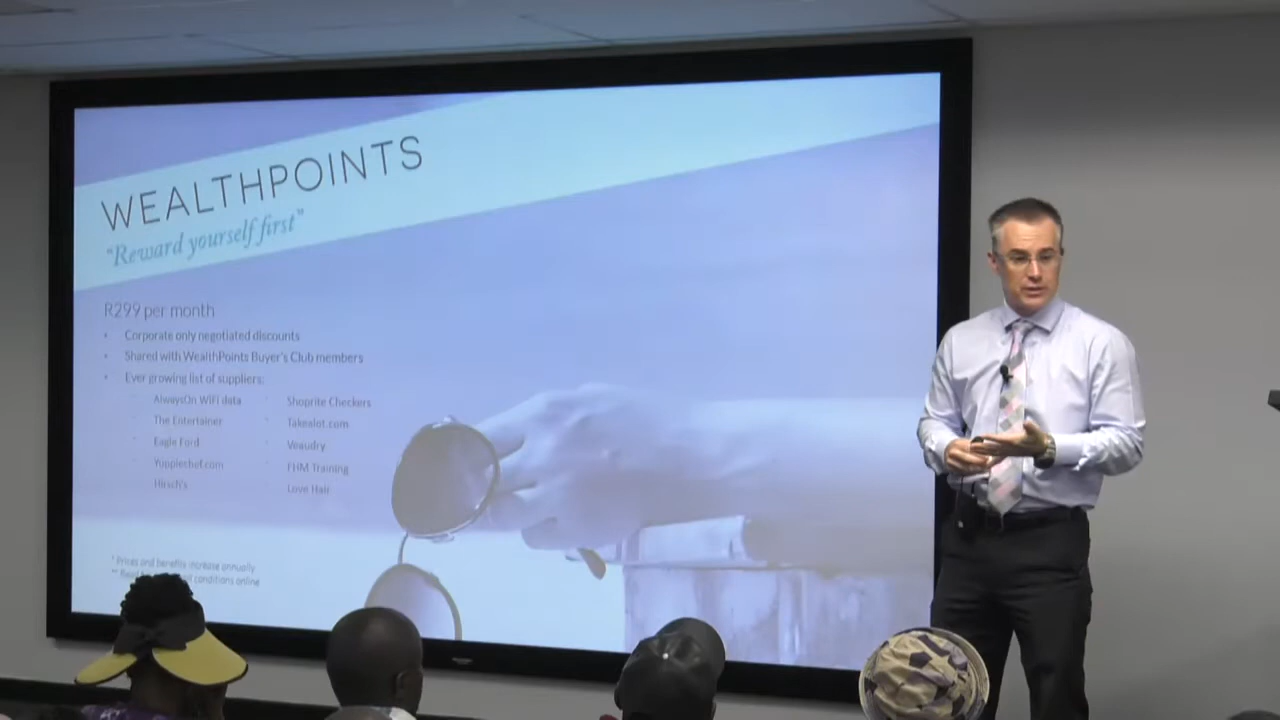 WEALTHPOINTS
"Reward yourself first"
R299 per month
• Corporate only negotiated discounts
• Shared with WealthPoints Buyer's Club members
• Ever growing list of suppliers:
AlwaysOn WiFi data
The Entertainer
Eagle Ford
Yuppiechef.com
Hirsch's
Shoprite Checkers
Takealot.com
Veaudry
FHM Training
Love Hair
* Prices and benefits increase annually
** conditions online